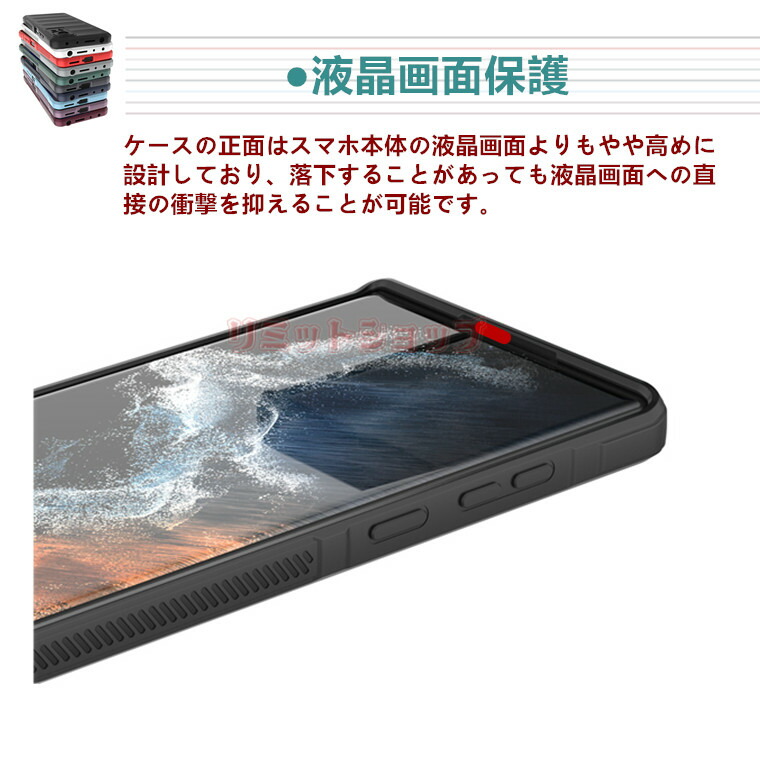 ●液晶画面保護
ケースの正面はスマホ本体の液晶画面よりもやや高めに
設計しており、落下することがあっても液晶画面への直
接の衝撃を抑えることが可能です。
リミットショップ